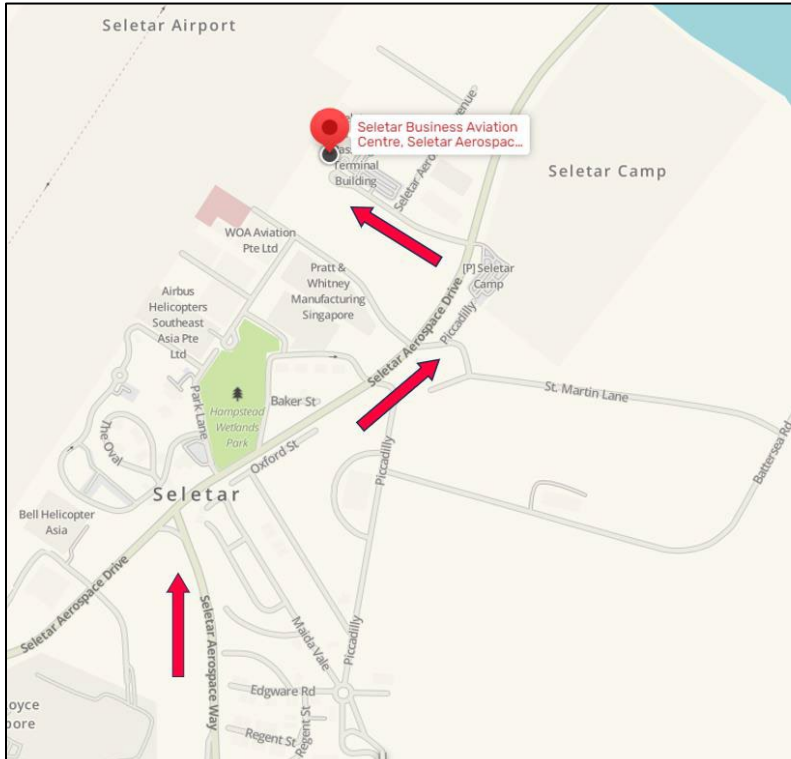 Seletar Airport
Seletar Business Aviation
Centre, Seletar Aerospac...
Terminal
Building
Seletar Camp
WOA Aviation
Pte Ltd
[P] Seletar
Camp
Pratt &
Whitney
Manufacturing
Singapore
Airbus
Helicopters
Southeast
Asia Pte
Ltd
Seletar Aerospace Drive
Piccadilly
Park Lane
Hampstead
Wetlands
Park
Baker St
St. Martin Lane
Battersea Rd
The Oval
Oxford St
Piccadilly
Seletar
Bell Helicopter
Asia
Seletar Aerospace Drive
Seletar Aerospace Way
Maida Vale
Piccadilly
Edgware Rd
Regent St
Regent St